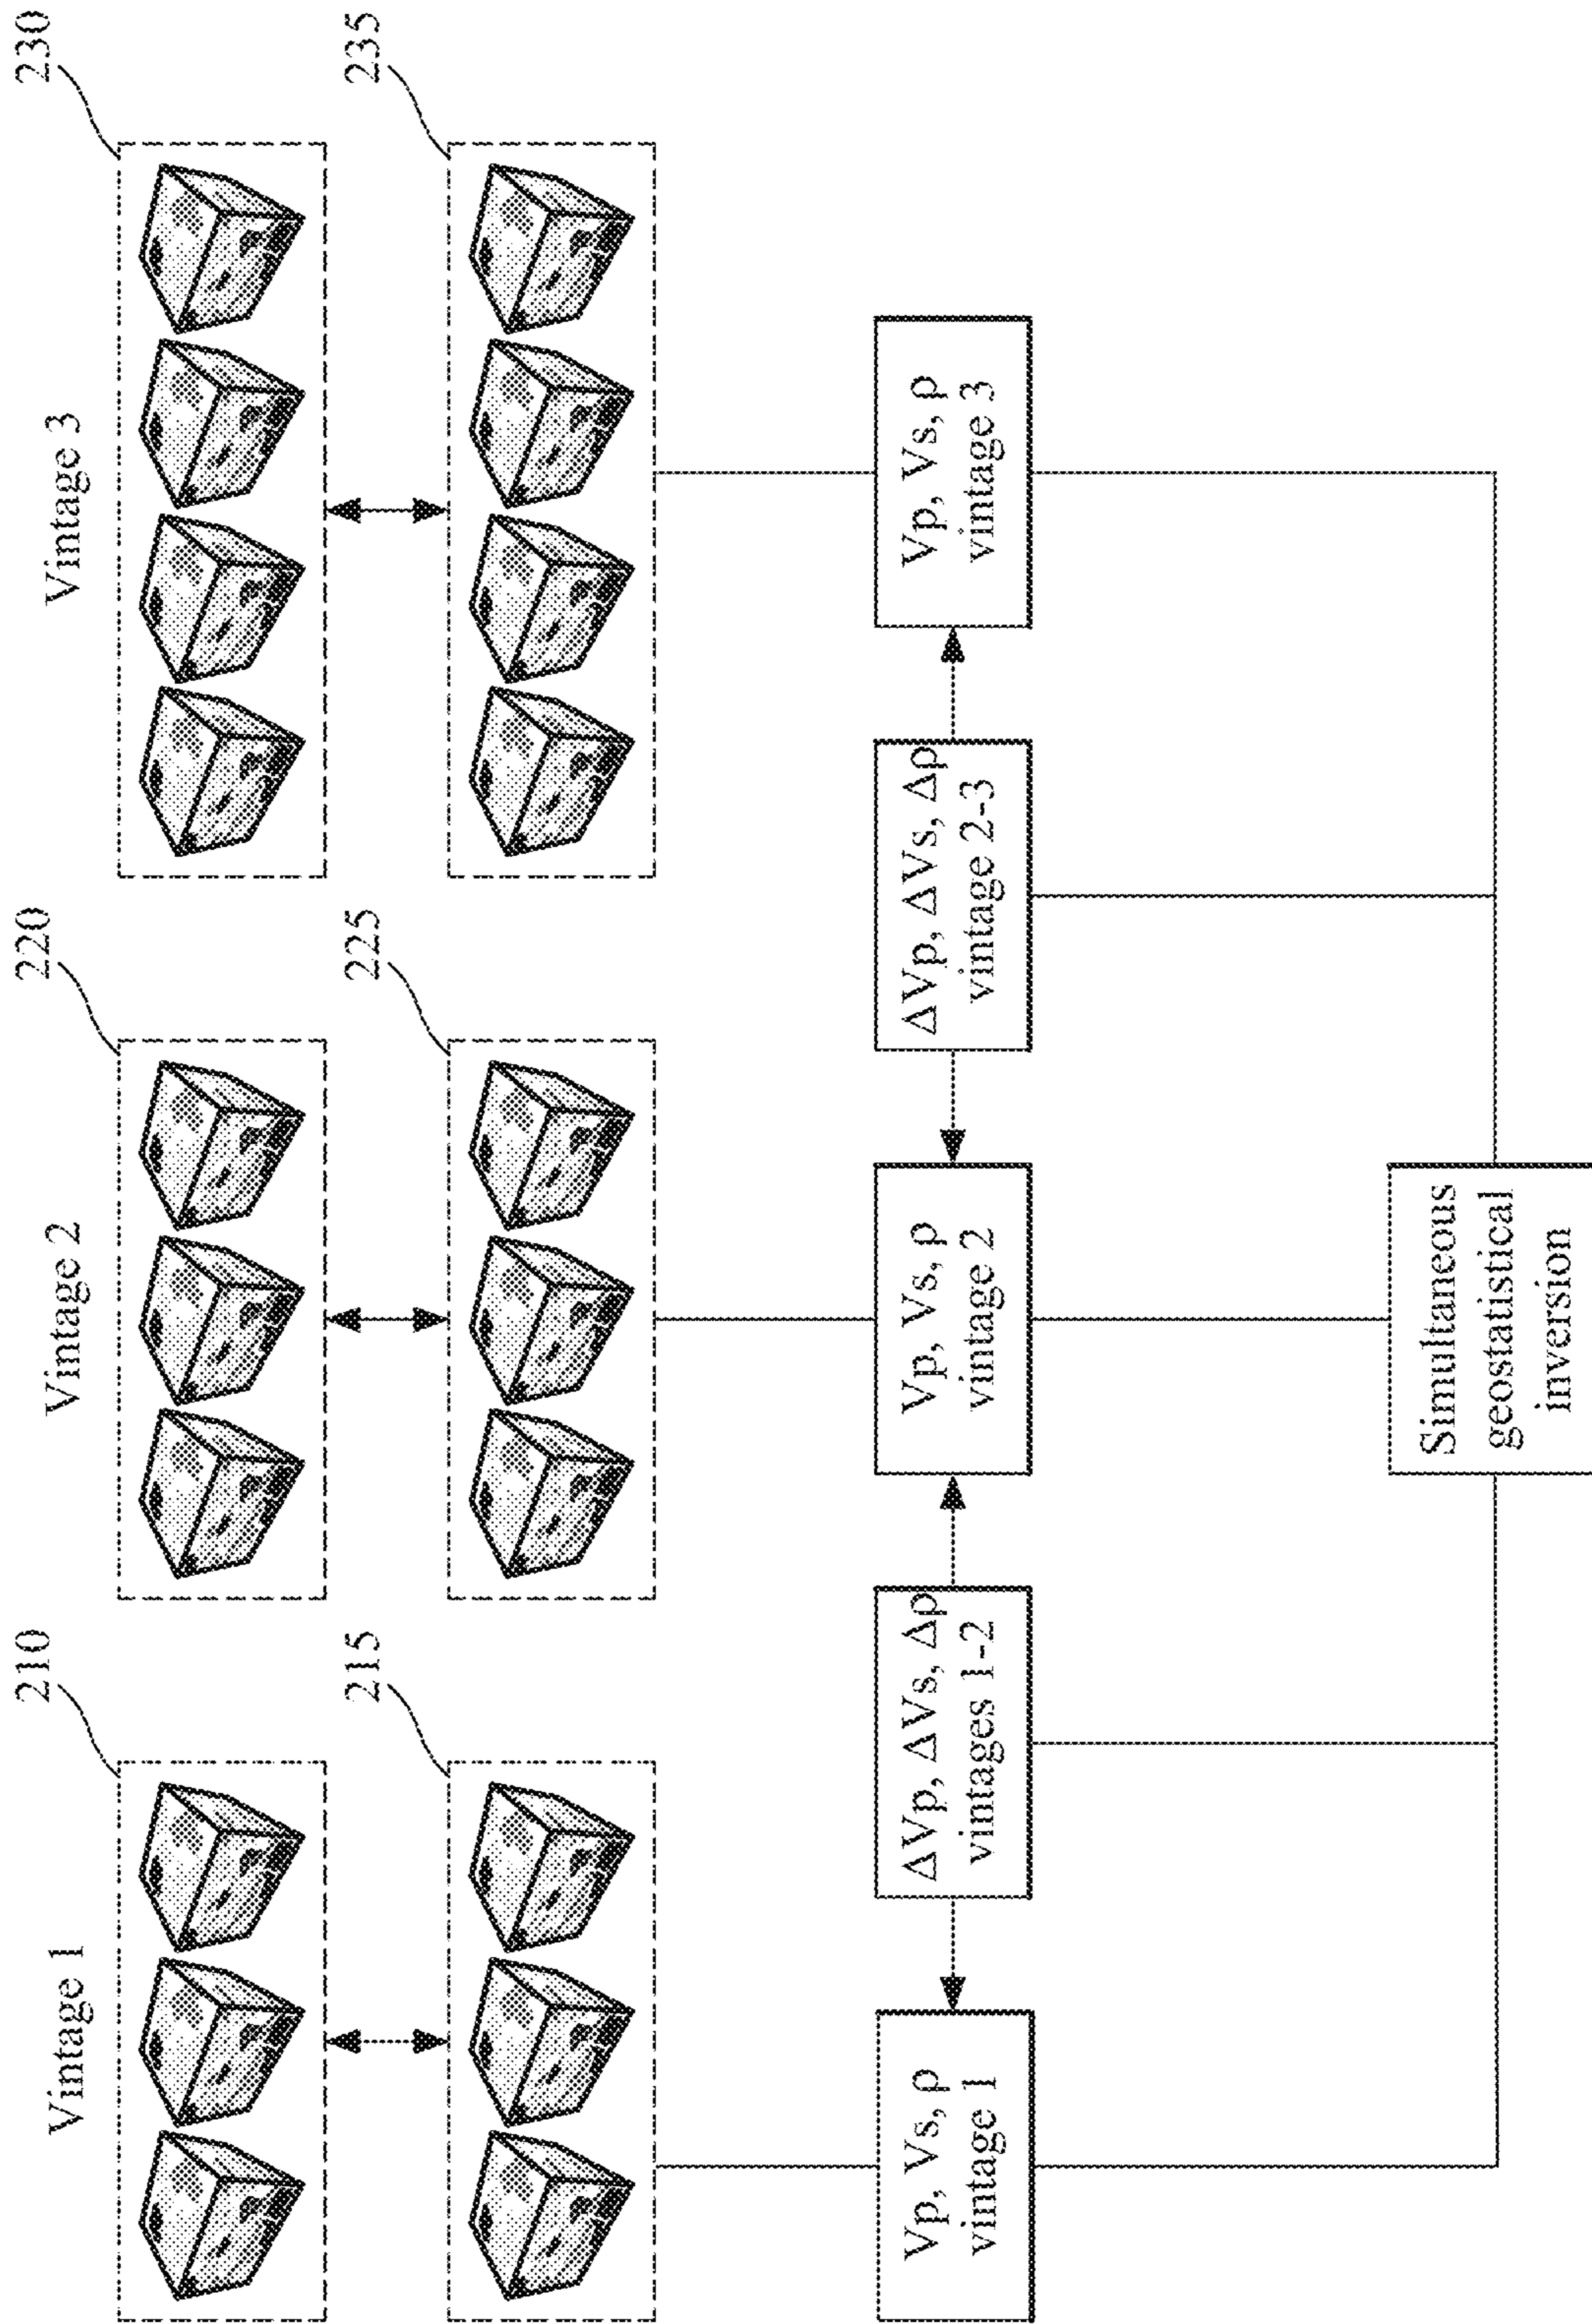 Vintage 1
Vintage 2
Vintage 3
210
220
230
215
225
235
Vp, Vs, ρ
vintage 1
ΔVp, ΔVs, Δρ
vintages 1-2
Vp, Vs, ρ
vintage 2
ΔVp, ΔVs, Δρ
vintage 2-3
Vp, Vs, ρ
vintage 3
Simultaneous
geostatistical
inversion